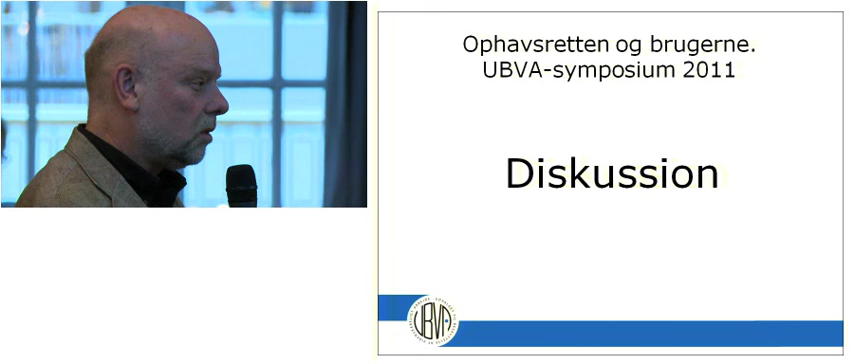 Ophavsretten og brugerne.
UBVA-symposium 2011
Diskussion
UBVA